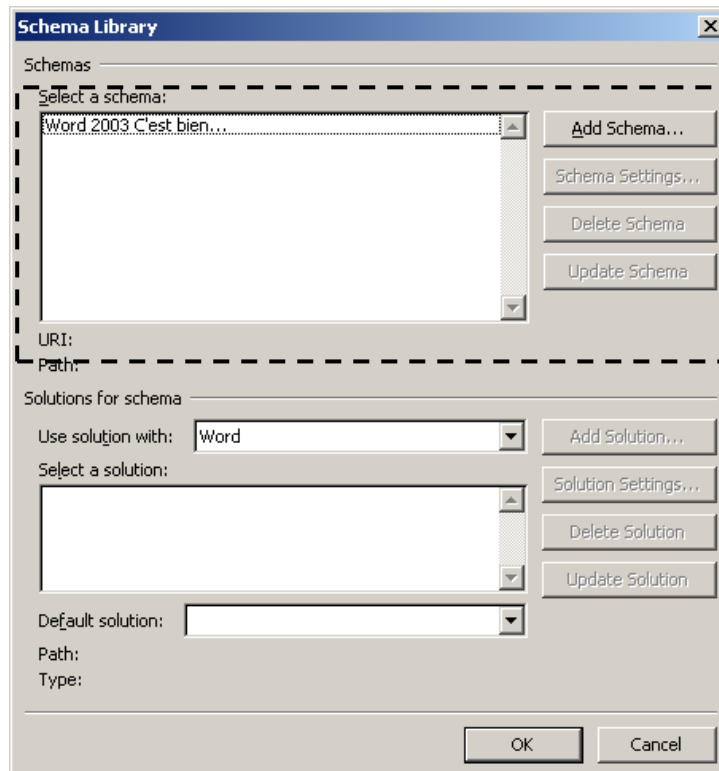 Schema Library
Schemas
Select a schema:
Word 2003 C'est bien...
Add Schema...
Schema Settings...
Delete Schema
Update Schema
URI:
Path:
Solutions for schema
Use solution with:
Word
Add Solution...
Select a solution:
Solution Settings...
Delete Solution
Update Solution
Default solution:
Path:
Type:
OK
Cancel